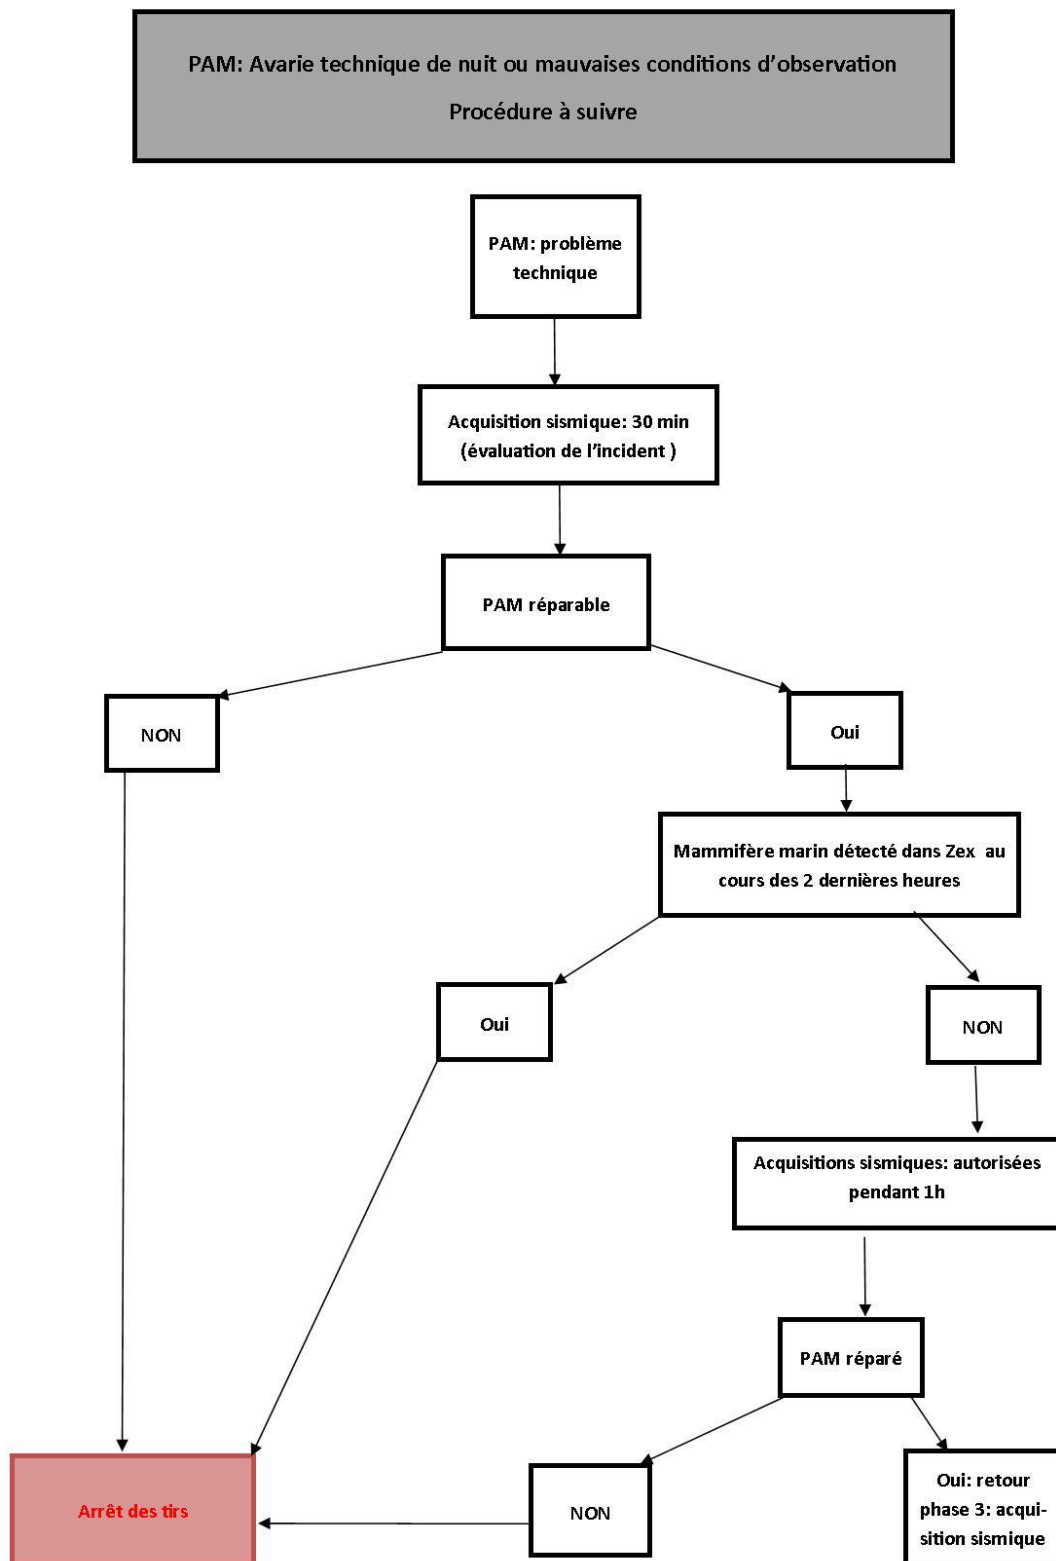 PAM: Avarie technique de nuit ou mauvaises conditions d’observation
Procédure à suivre
PAM: problème
technique
Acquisition sismique: 30 min
(évaluation de l’incident )
PAM réparable
NON
Oui
Mammifère marin détecté dans Zex au
cours des 2 dernières heures
Oui
NON
Acquisitions sismiques: autorisées
pendant 1h
PAM réparé
Arrêt des tirs
NON
Oui: retour
phase 3: acqui-
sition sismique